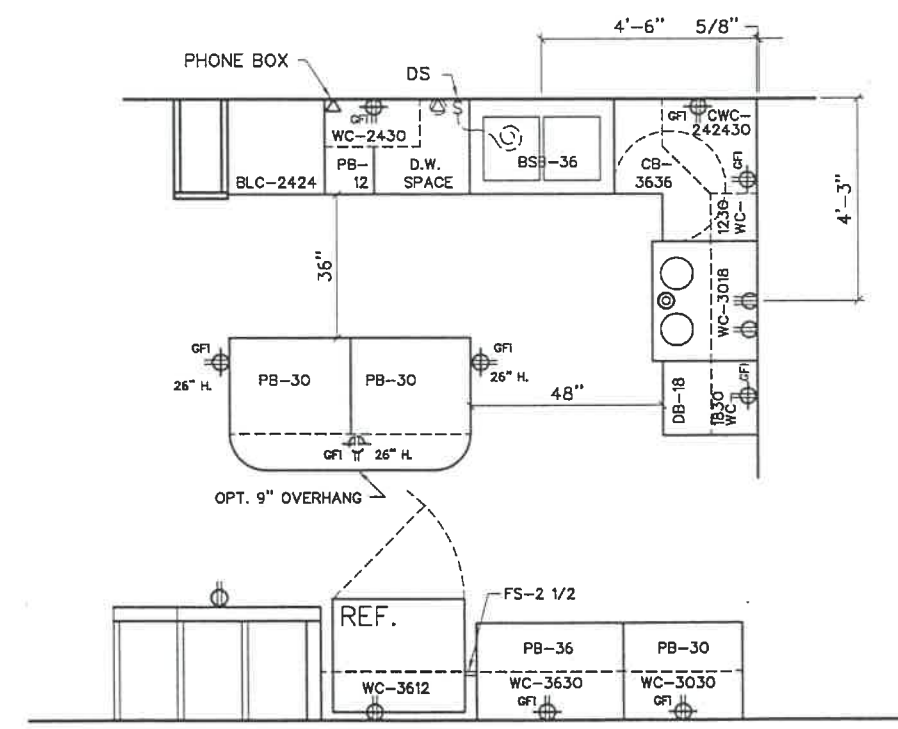 4'-6" 5/8"
PHONE BOX
DS
GFI
WC-2430
GFI
CWC-
242430
BLC-2424
PB-
12
D.W.
SPACE
BSB-36
CB-
3636
GFI
4'-3"
1230
WC-
36"
WC-3018
GFI
26" H.
PB-30
PB-30
GFI
26" H.
48"
DB-18
1830
WC-
GFI
GFI
26" H.
OPT. 9" OVERHANG
REF.
FS-2 1/2
PB-36
PB-30
WC-3612
WC-3630
WC-3030
GFI
GFI